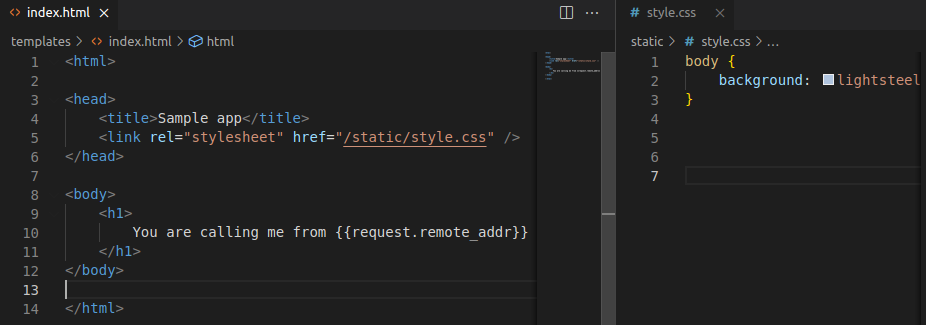 index.html
templates > index.html > html
1 <html>
2
3 <head>
4 <title>Sample app</title>
5 <link rel="stylesheet" href="/static/style.css" />
6 </head>
7
8 <body>
9 <h1>
10 You are calling me from {{request.remote_addr}}
11 </h1>
12 </body>
13
14 </html>
# style.css
static > # style.css > ...
1 body {
2 background: lightsteel
3 }
4
5
6
7